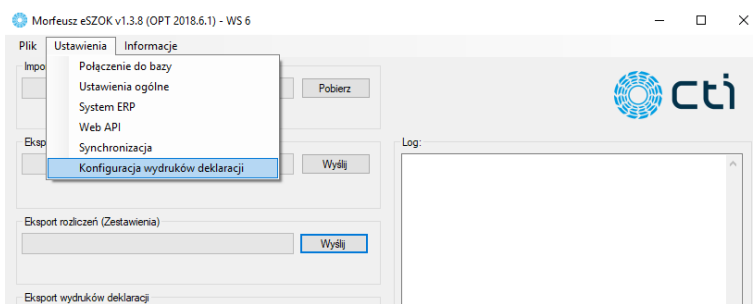 Morfeusz eSZOK v1.3.8 (OPT 2018.6.1) - WS 6
Plik Ustawienia Informacje
Połączenie do bazy
Ustawienia ogólne
System ERP
Web API
Synchronizacja
Konfiguracja wydruków deklaracji
Impo
Pobierz
cti
Eksp
Wyślij
Log:
Eksport rozliczeń (Zestawienia)
Wyślij
Eksport wydruków deklaracji